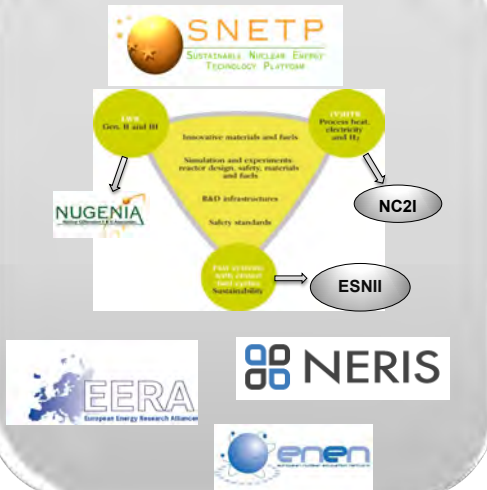 SNETP
SUSTAINABLE NUCLEAR ENERGY
TECHNOLOGY PLATFORM
LWR
Gen. II and III
(V)HTR
Process heat,
electricity
and H2
Innovative materials and fuels
Simulation and experiments:
reactor design, safety, materials
and fuels
R&D infrastructures
Safety standards
NUGENIA
NC2I
Fast systems
with closed
fuel cycles
Sustainability
ESNII
EERA
European Energy Research Alliance
NERIS
enen